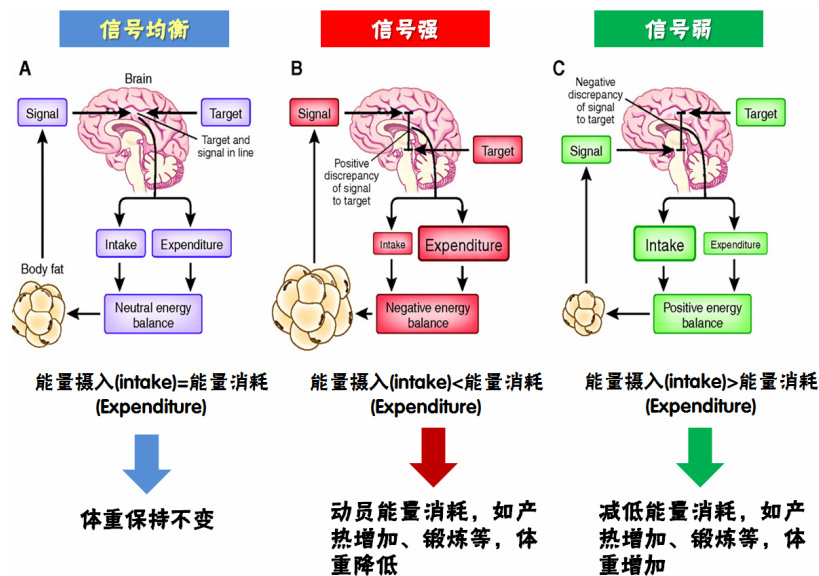 信号均衡
信号强
信号弱
A
Brain
Signal
Target
Target and
signal in line
Intake
Expenditure
Body fat
Neutral energy
balance
B
Signal
Target
Positive
discrepancy
of signal
to target
Intake
Expenditure
Negative energy
balance
C
Negative
discrepancy
of signal
to target
Target
Signal
Intake
Expenditure
Positive energy
balance
能量摄入(intake)=能量消耗
(Expenditure)
能量摄入(intake)<能量消耗
(Expenditure)
能量摄入(intake)>能量消耗
(Expenditure)
体重保持不变
动员能量消耗，如产
热增加、锻炼等，体
重降低
减低能量消耗，如产
热增加、锻炼等，体
重增加